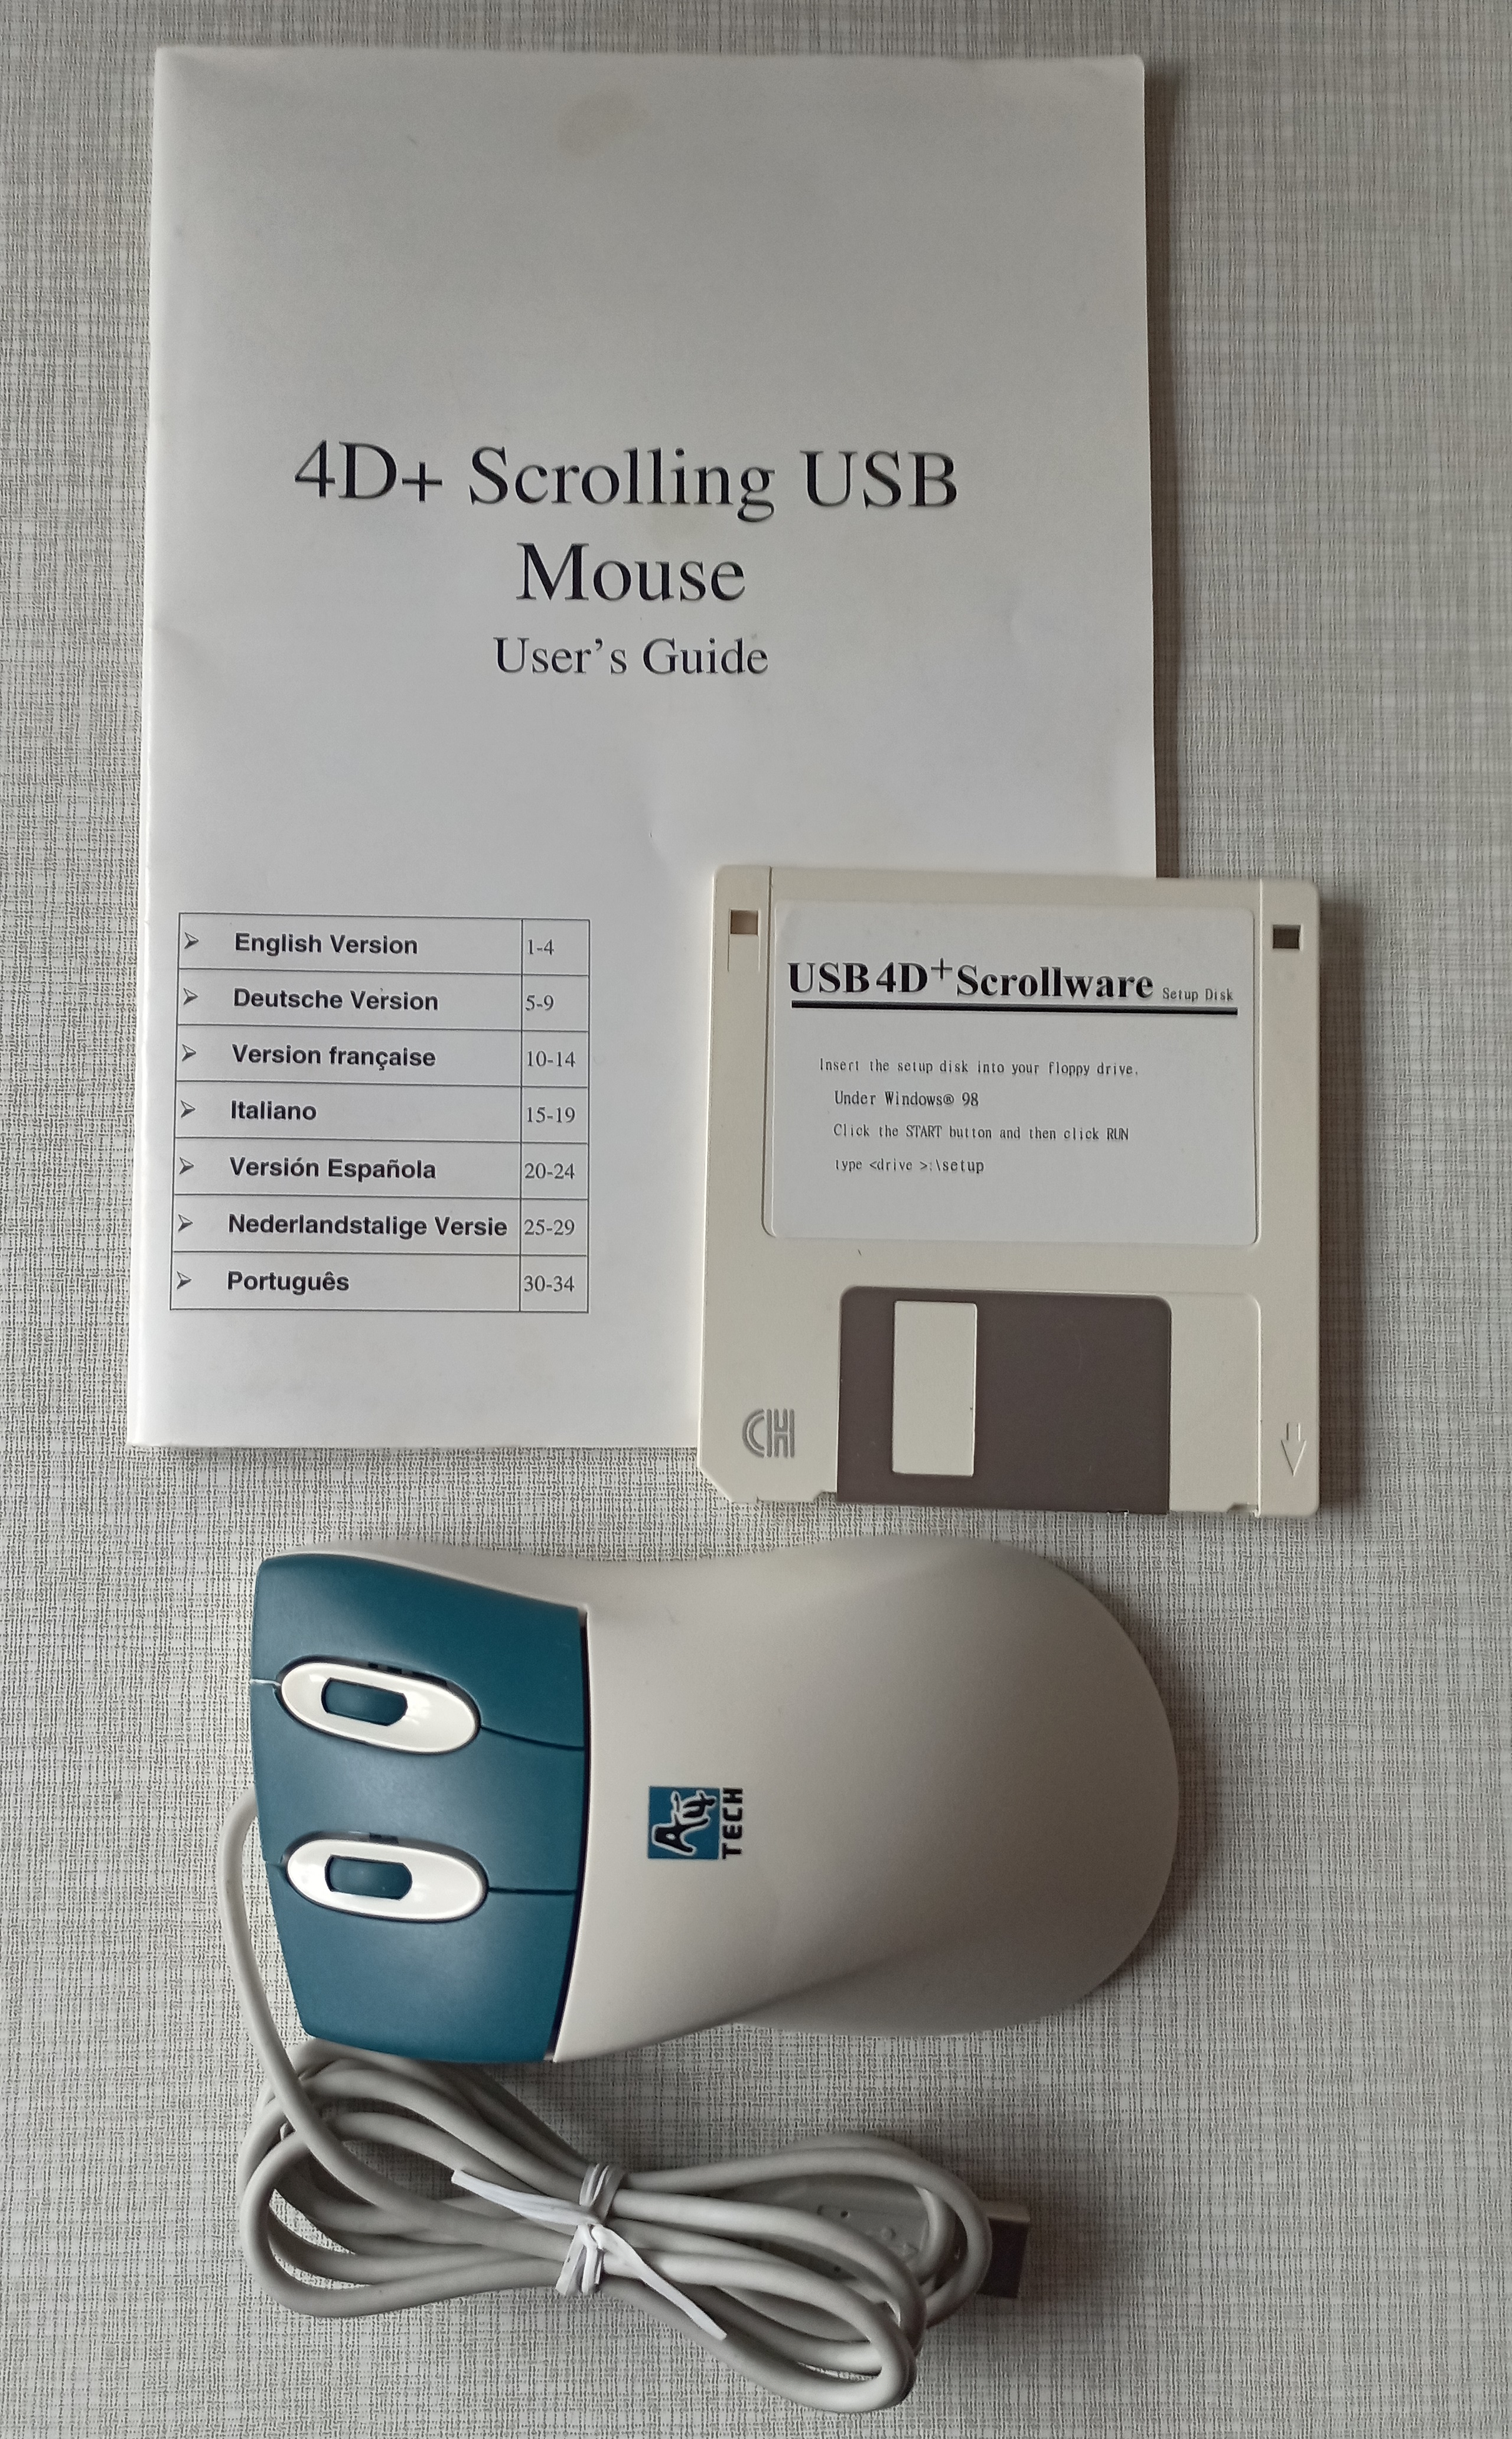 4D+ Scrolling USB
Mouse
User's Guide
➢ English Version 1-4
➢ Deutsche Version 5-9
➢ Version française 10-14
➢ Italiano 15-19
➢ Versión Española 20-24
➢ Nederlandstalige Versie 25-29
➢ Português 30-34
USB 4D+ Scrollware Setup Disk
Insert the setup disk into your floppy drive.
Under Windows® 98
Click the START button and then click RUN
type <drive >:\setup
CH
A4
TECH